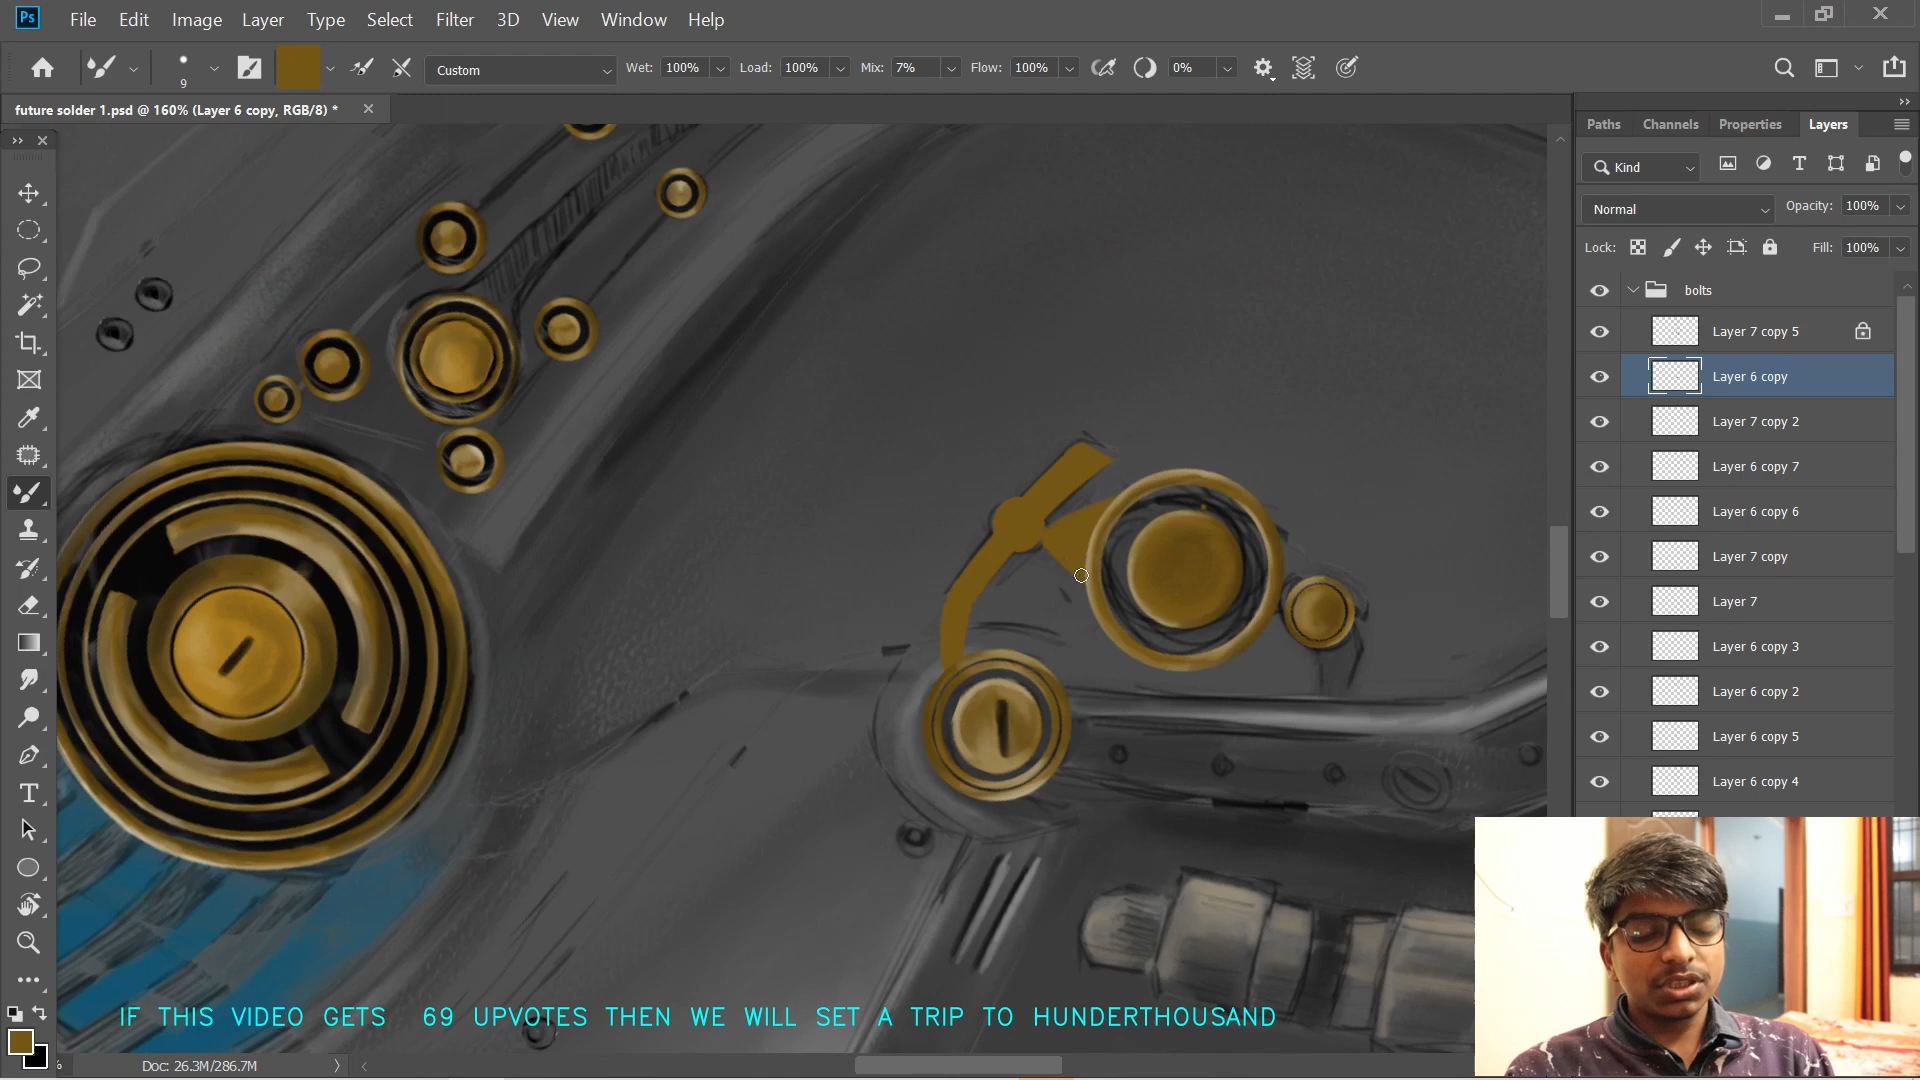 Ps File Edit Image Layer Type Select Filter 3D View Window Help
9 Custom Wet: 100% Load: 100% Mix: 7% Flow: 100% 0%
future solder 1.psd @ 160% (Layer 6 copy, RGB/8) *
Paths Channels Properties Layers
Kind
Normal Opacity: 100%
Lock: Fill: 100%
bolts
Layer 7 copy 5
Layer 6 copy
Layer 7 copy 2
Layer 6 copy 7
Layer 6 copy 6
Layer 7 copy
Layer 7
Layer 6 copy 3
Layer 6 copy 2
Layer 6 copy 5
Layer 6 copy 4
IF THIS VIDEO GETS 69 UPVOTES THEN WE WILL SET A TRIP TO HUNDERTHOUSAND
% Doc: 26.3M/286.7M